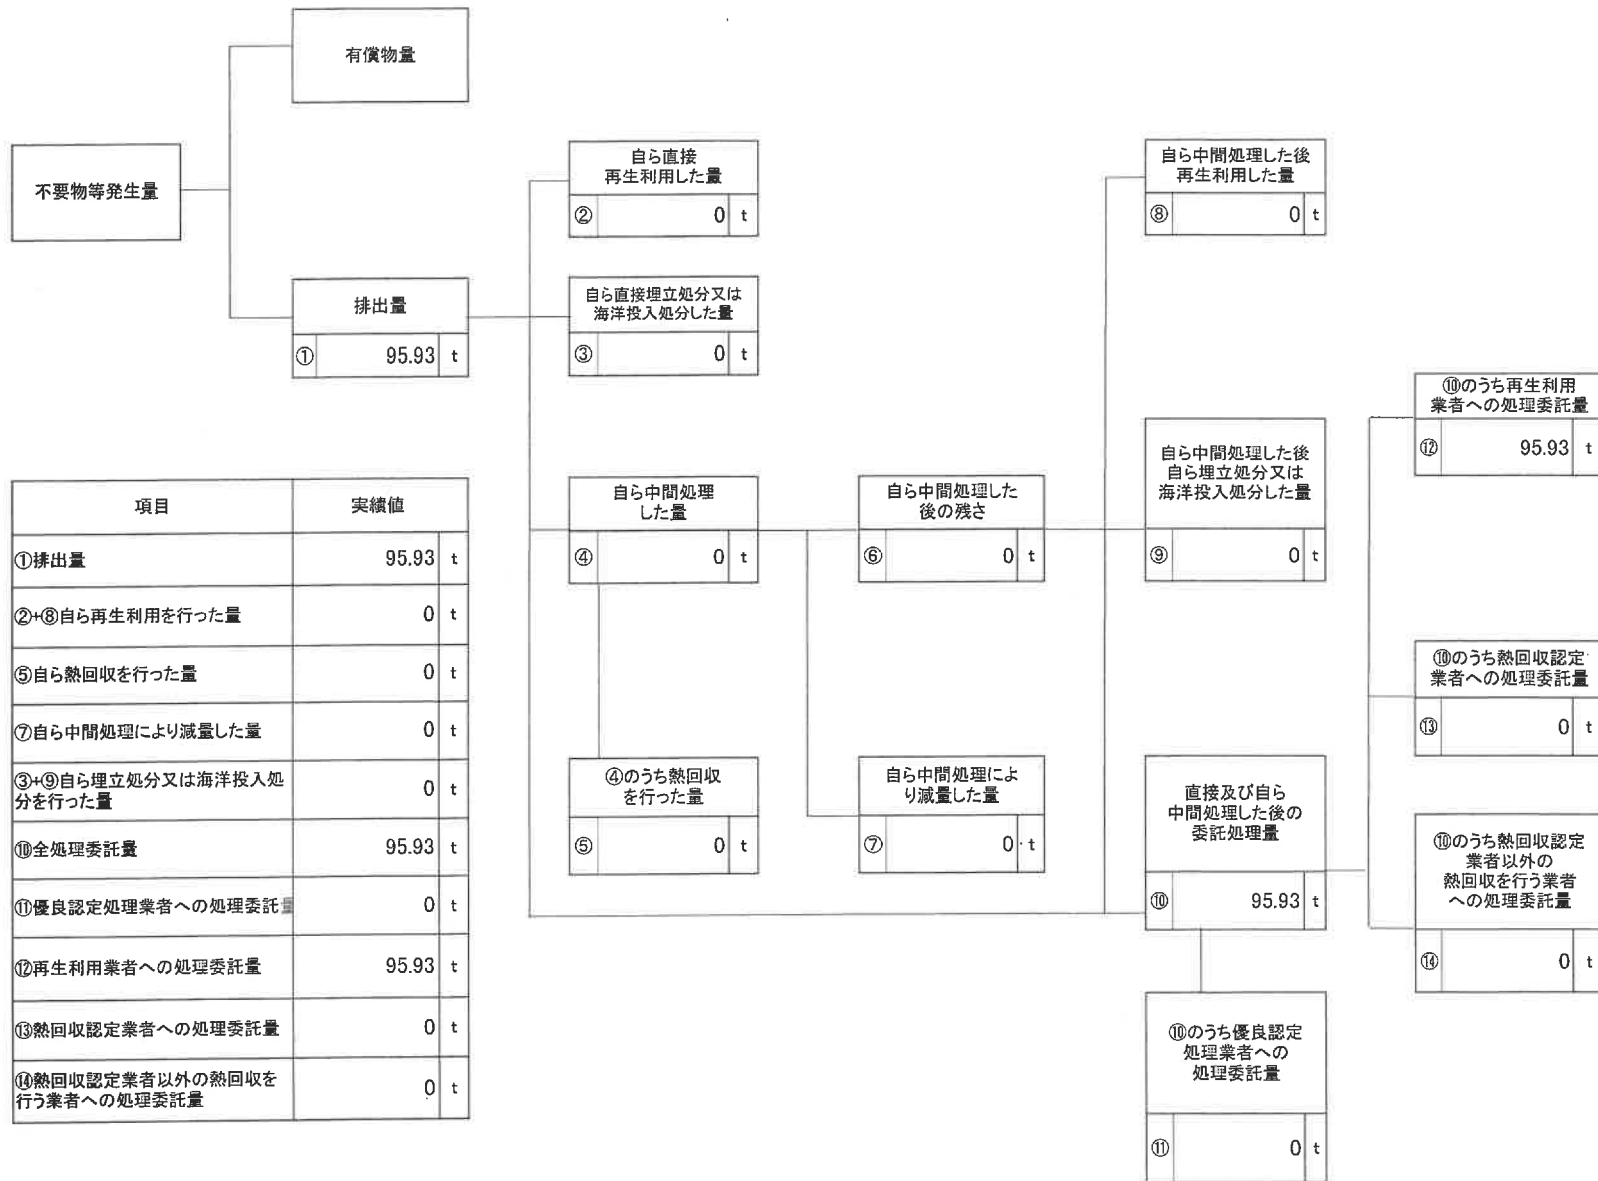 有償物量
不要物等発生量
排出量
① 95.93 t
自ら直接
再生利用した量
② 0 t
自ら直接埋立処分又は
海洋投入処分した量
③ 0 t
自ら中間処理
した量
④ 0 t
④のうち熱回収
を行った量
⑤ 0 t
自ら中間処理した
後の残さ
⑥ 0 t
自ら中間処理によ
り減量した量
⑦ 0 t
自ら中間処理した後
再生利用した量
⑧ 0 t
自ら中間処理した後
自ら埋立処分又は
海洋投入処分した量
⑨ 0 t
直接及び自ら
中間処理した後の
委託処理量
⑩ 95.93 t
⑩のうち優良認定
処理業者への
処理委託量
⑪ 0 t
⑩のうち再生利用
業者への処理委託量
⑫ 95.93 t
⑩のうち熱回収認定
業者への処理委託量
⑬ 0 t
⑩のうち熱回収認定
業者以外の
熱回収を行う業者
への処理委託量
⑭ 0 t
項目 実績値
①排出量 95.93 t
②+⑧自ら再生利用を行った量 0 t
⑤自ら熱回収を行った量 0 t
⑦自ら中間処理により減量した量 0 t
③+⑨自ら埋立処分又は海洋投入処
分を行った量 0 t
⑩全処理委託量 95.93 t
⑪優良認定処理業者への処理委託量 0 t
⑫再生利用業者への処理委託量 95.93 t
⑬熱回収認定業者への処理委託量 0 t
⑭熱回収認定業者以外の熱回収を
行う業者への処理委託量 0 t